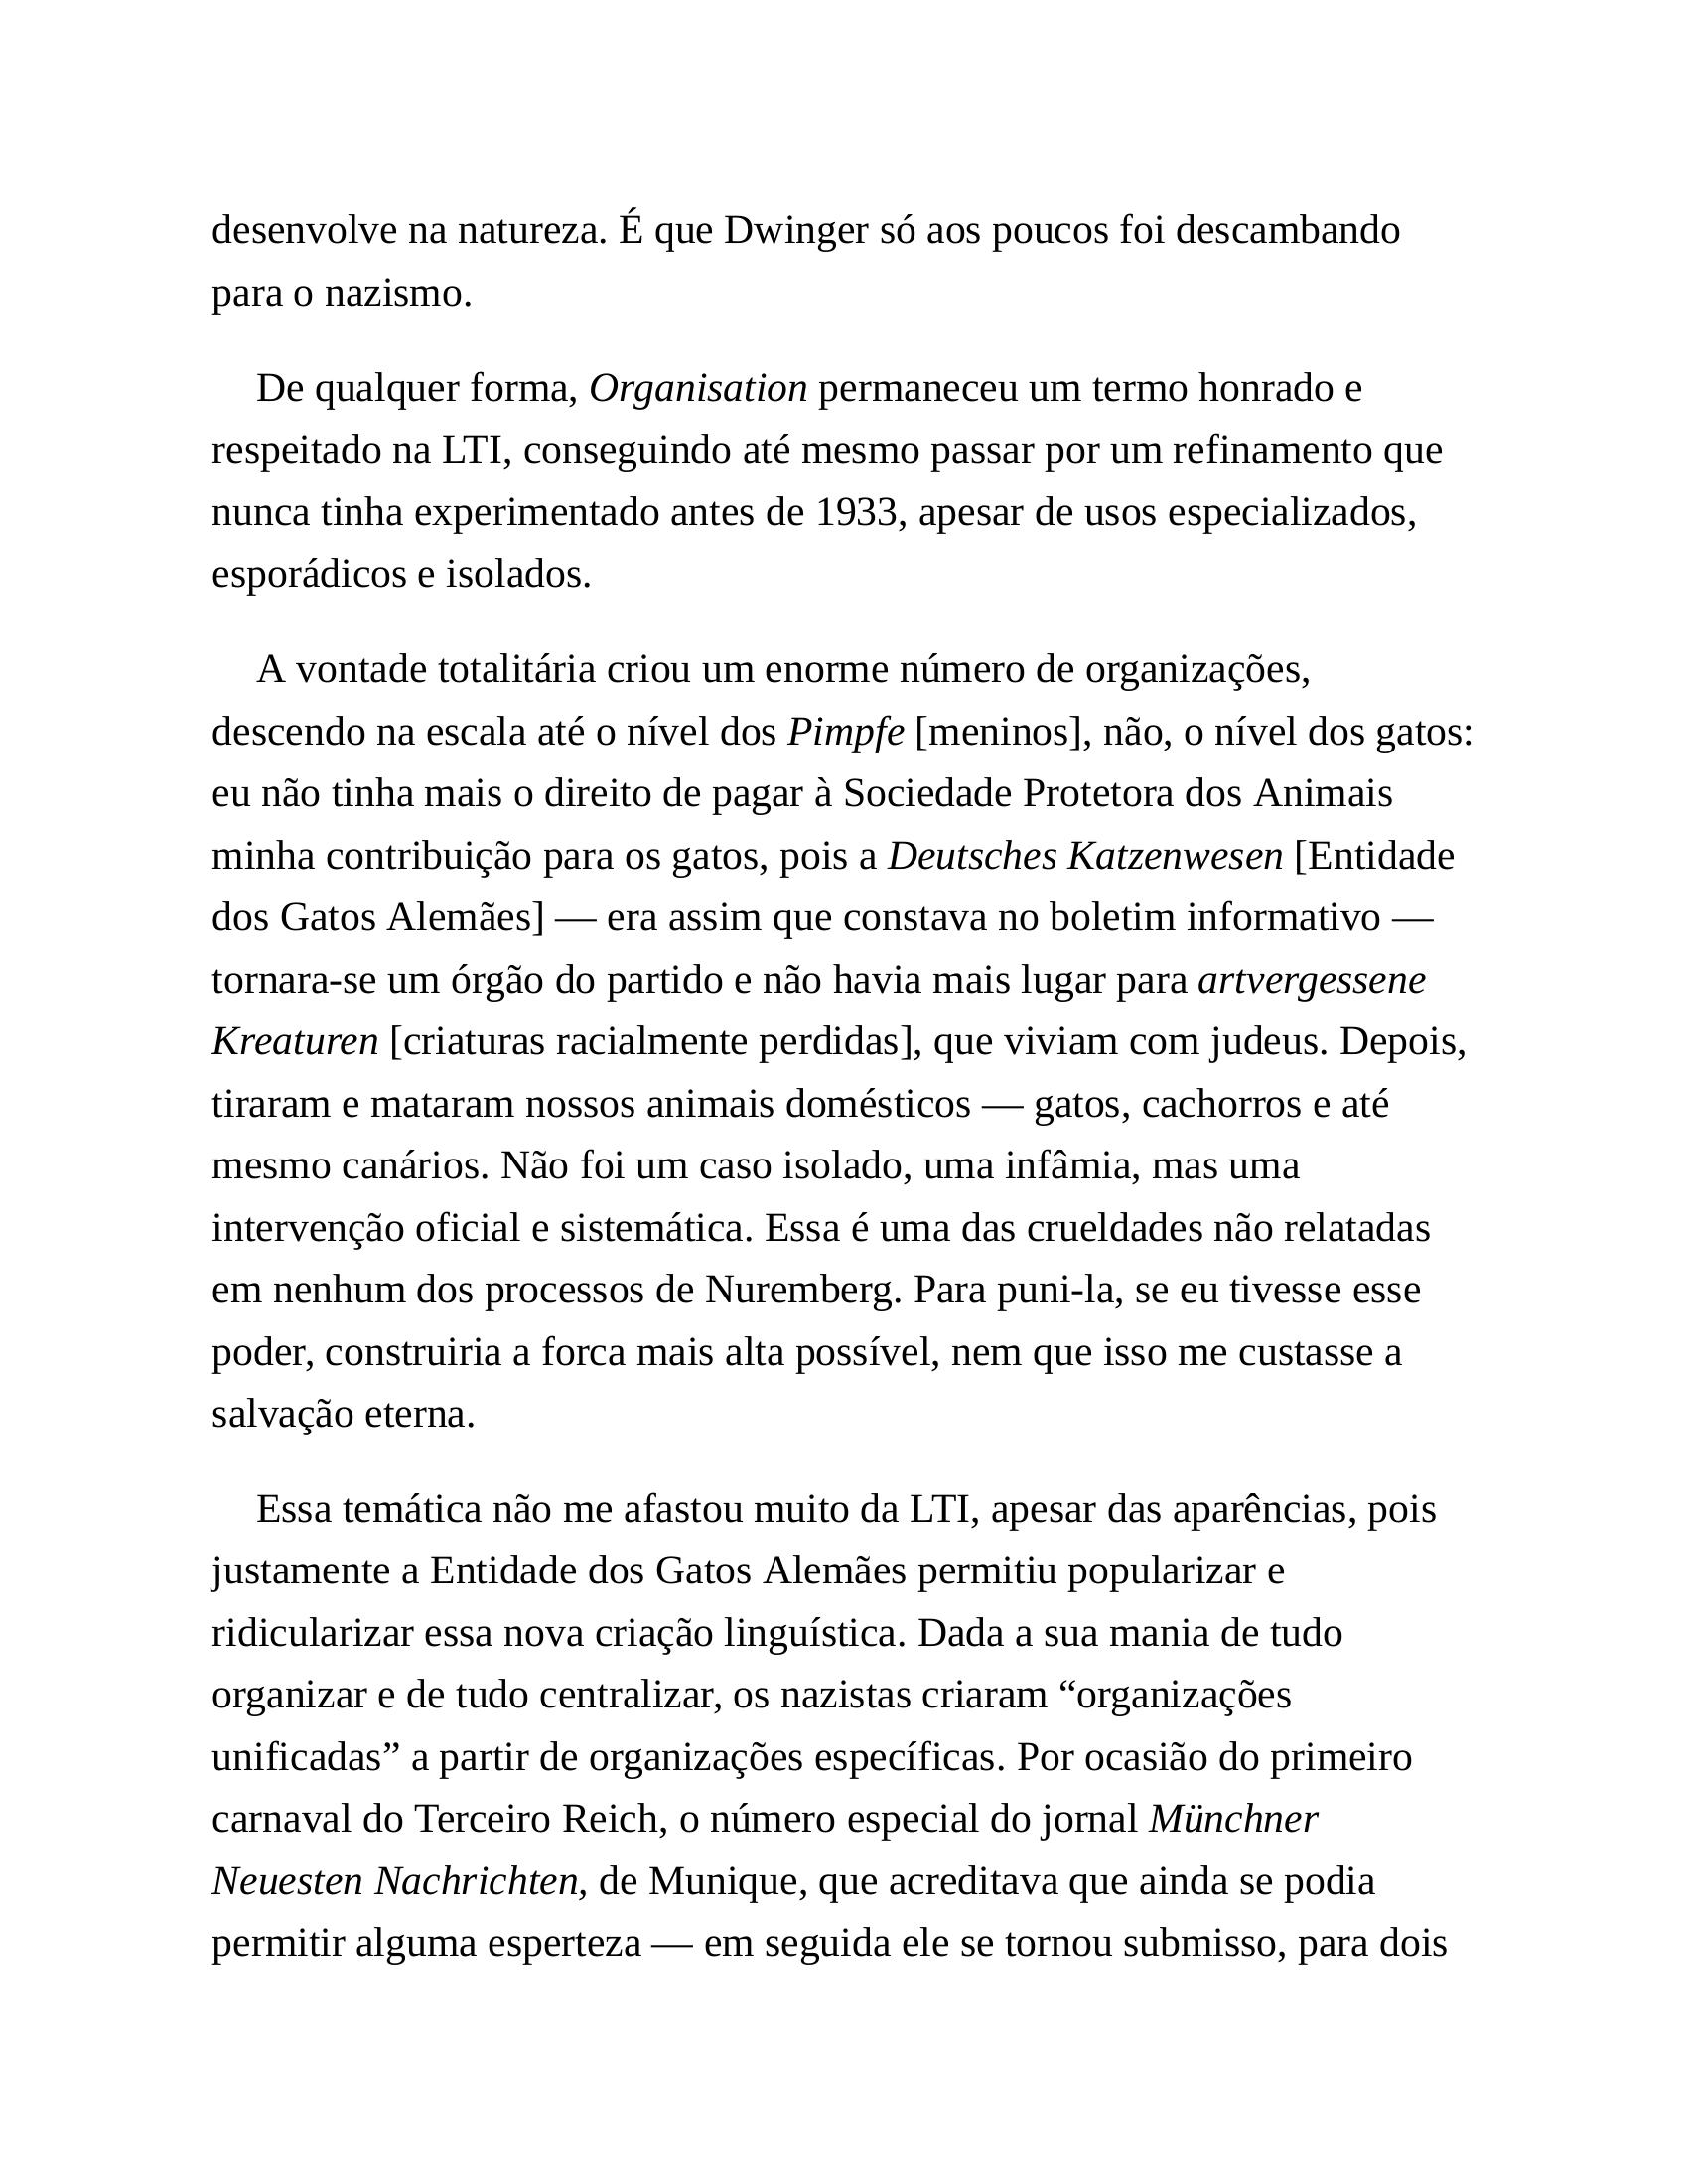 desenvolve na natureza. É que Dwinger só aos poucos foi descambando
para o nazismo.
De qualquer forma, Organisation permaneceu um termo honrado e
respeitado na LTI, conseguindo até mesmo passar por um refinamento que
nunca tinha experimentado antes de 1933, apesar de usos especializados,
esporádicos e isolados.
A vontade totalitária criou um enorme número de organizações,
descendo na escala até o nível dos Pimpfe [meninos], não, o nível dos gatos:
eu não tinha mais o direito de pagar à Sociedade Protetora dos Animais
minha contribuição para os gatos, pois a Deutsches Katzenwesen [Entidade
dos Gatos Alemães] — era assim que constava no boletim informativo —
tornara-se um órgão do partido e não havia mais lugar para artvergessene
Kreaturen [criaturas racialmente perdidas], que viviam com judeus. Depois,
tiraram e mataram nossos animais domésticos — gatos, cachorros e até
mesmo canários. Não foi um caso isolado, uma infâmia, mas uma
intervenção oficial e sistemática. Essa é uma das crueldades não relatadas
em nenhum dos processos de Nuremberg. Para puni-la, se eu tivesse esse
poder, construiria a forca mais alta possível, nem que isso me custasse a
salvação eterna.
Essa temática não me afastou muito da LTI, apesar das aparências, pois
justamente a Entidade dos Gatos Alemães permitiu popularizar e
ridicularizar essa nova criação linguística. Dada a sua mania de tudo
organizar e de tudo centralizar, os nazistas criaram “organizações
unificadas” a partir de organizações específicas. Por ocasião do primeiro
carnaval do Terceiro Reich, o número especial do jornal Münchner
Neuesten Nachrichten, de Munique, que acreditava que ainda se podia
permitir alguma esperteza — em seguida ele se tornou submisso, para dois